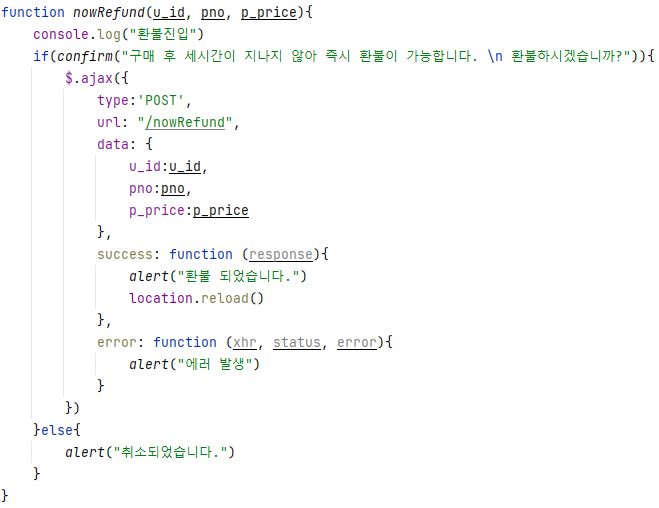 function nowRefund(u_id, pno, p_price){
    console.log("환불진입")
    if(confirm("구매 후 세시간이 지나지 않아 즉시 환불이 가능합니다. \n 환불하시겠습니까?")){
        $.ajax({
            type:'POST',
            url: "/nowRefund",
            data: {
                u_id:u_id,
                pno:pno,
                p_price:p_price
            },
            success: function (response){
                alert("환불 되었습니다.")
                location.reload()
            },
            error: function (xhr, status, error){
                alert("에러 발생")
            }
        })
    }else{
        alert("취소되었습니다.")
    }
}